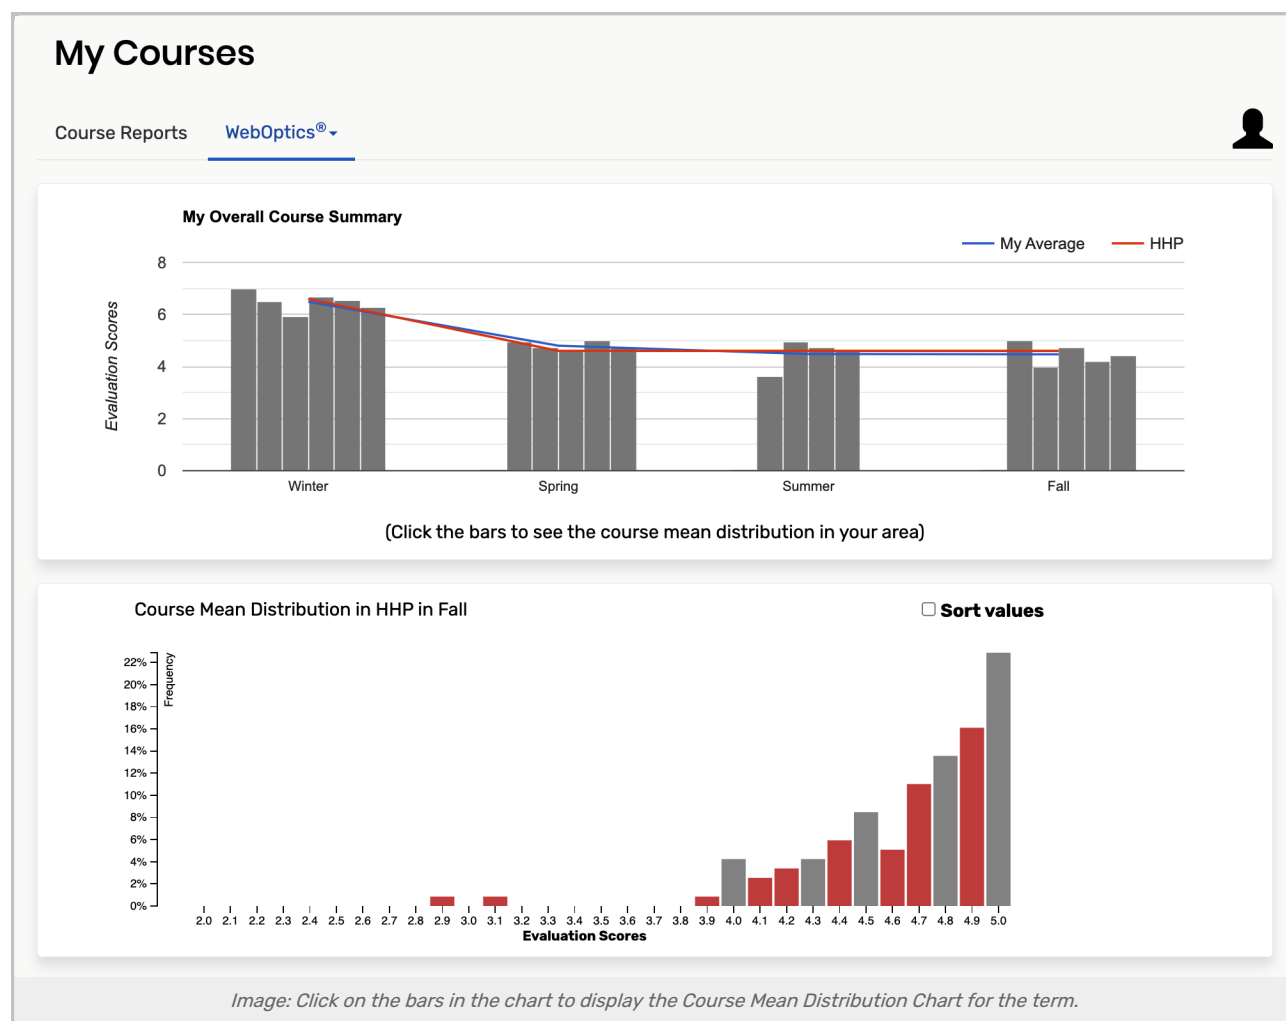 My Courses
Course Reports WebOptics®
My Overall Course Summary
My Average HHP
Evaluation Scores
8
6
4
2
0
Winter Spring Summer Fall
(Click the bars to see the course mean distribution in your area)
Course Mean Distribution in HHP in Fall
Sort values
Frequency
22%
20%
18%
16%
14%
12%
10%
8%
6%
4%
2%
0%
2.0 2.1 2.2 2.3 2.4 2.5 2.6 2.7 2.8 2.9 3.0 3.1 3.2 3.3 3.4 3.5 3.6 3.7 3.8 3.9 4.0 4.1 4.2 4.3 4.4 4.5 4.6 4.7 4.8 4.9 5.0
Evaluation Scores
Image: Click on the bars in the chart to display the Course Mean Distribution Chart for the term.